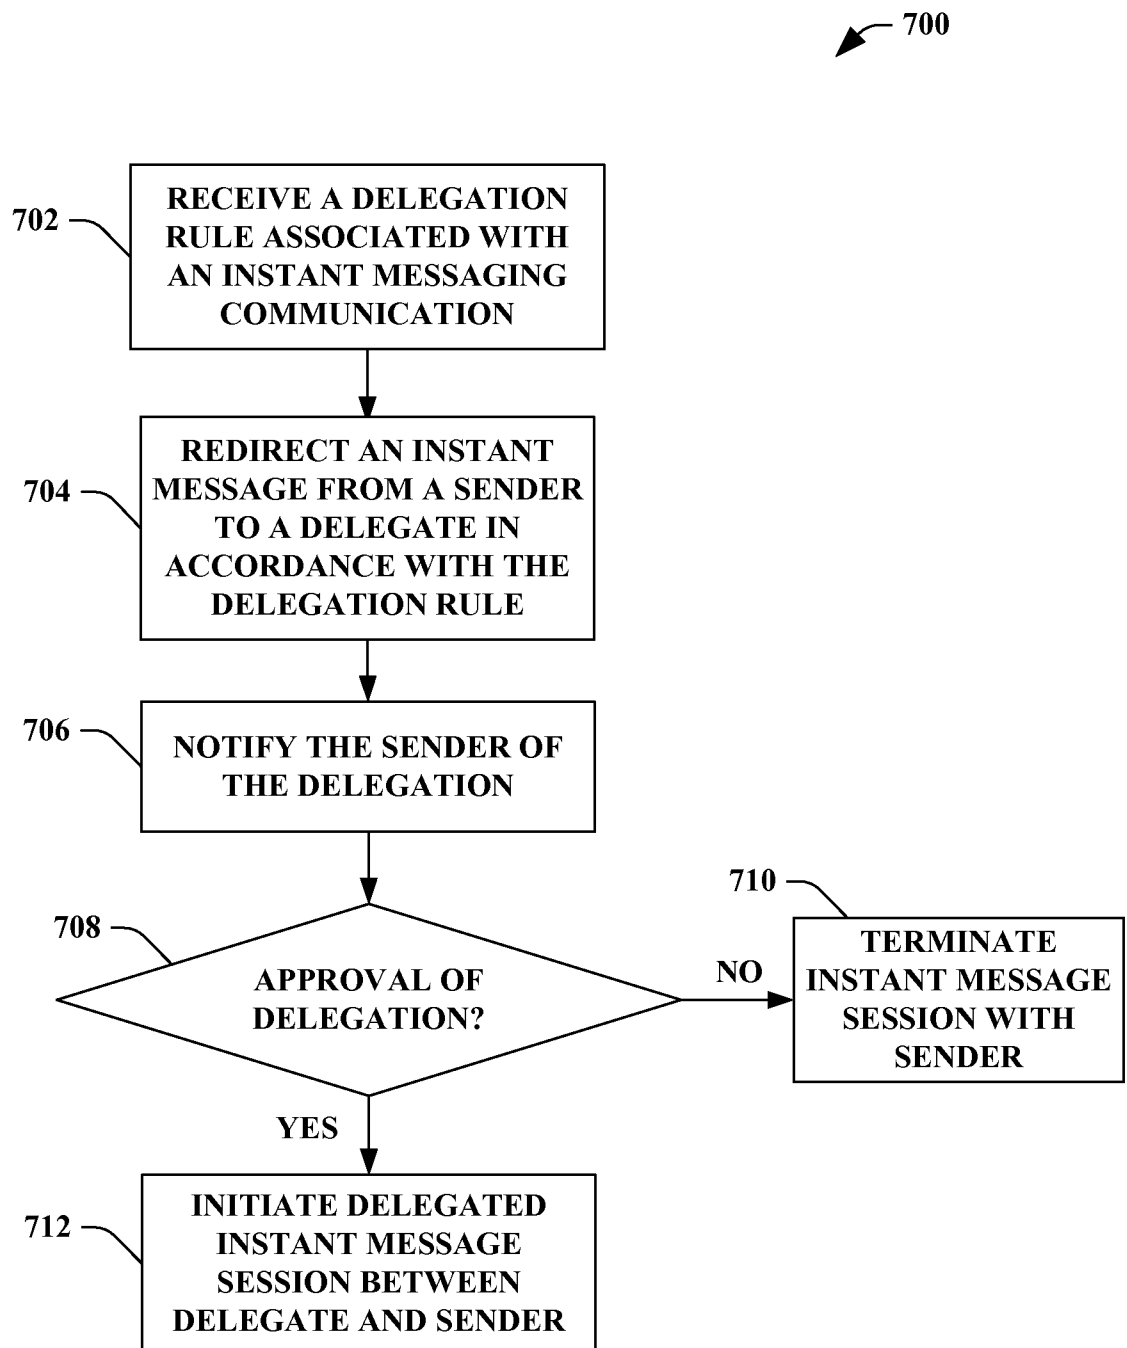 700
702
RECEIVE A DELEGATION
RULE ASSOCIATED WITH
AN INSTANT MESSAGING
COMMUNICATION
704
REDIRECT AN INSTANT
MESSAGE FROM A SENDER
TO A DELEGATE IN
ACCORDANCE WITH THE
DELEGATION RULE
706
NOTIFY THE SENDER OF
THE DELEGATION
708
APPROVAL OF
DELEGATION?
NO
710
TERMINATE
INSTANT MESSAGE
SESSION WITH
SENDER
YES
712
INITIATE DELEGATED
INSTANT MESSAGE
SESSION BETWEEN
DELEGATE AND SENDER